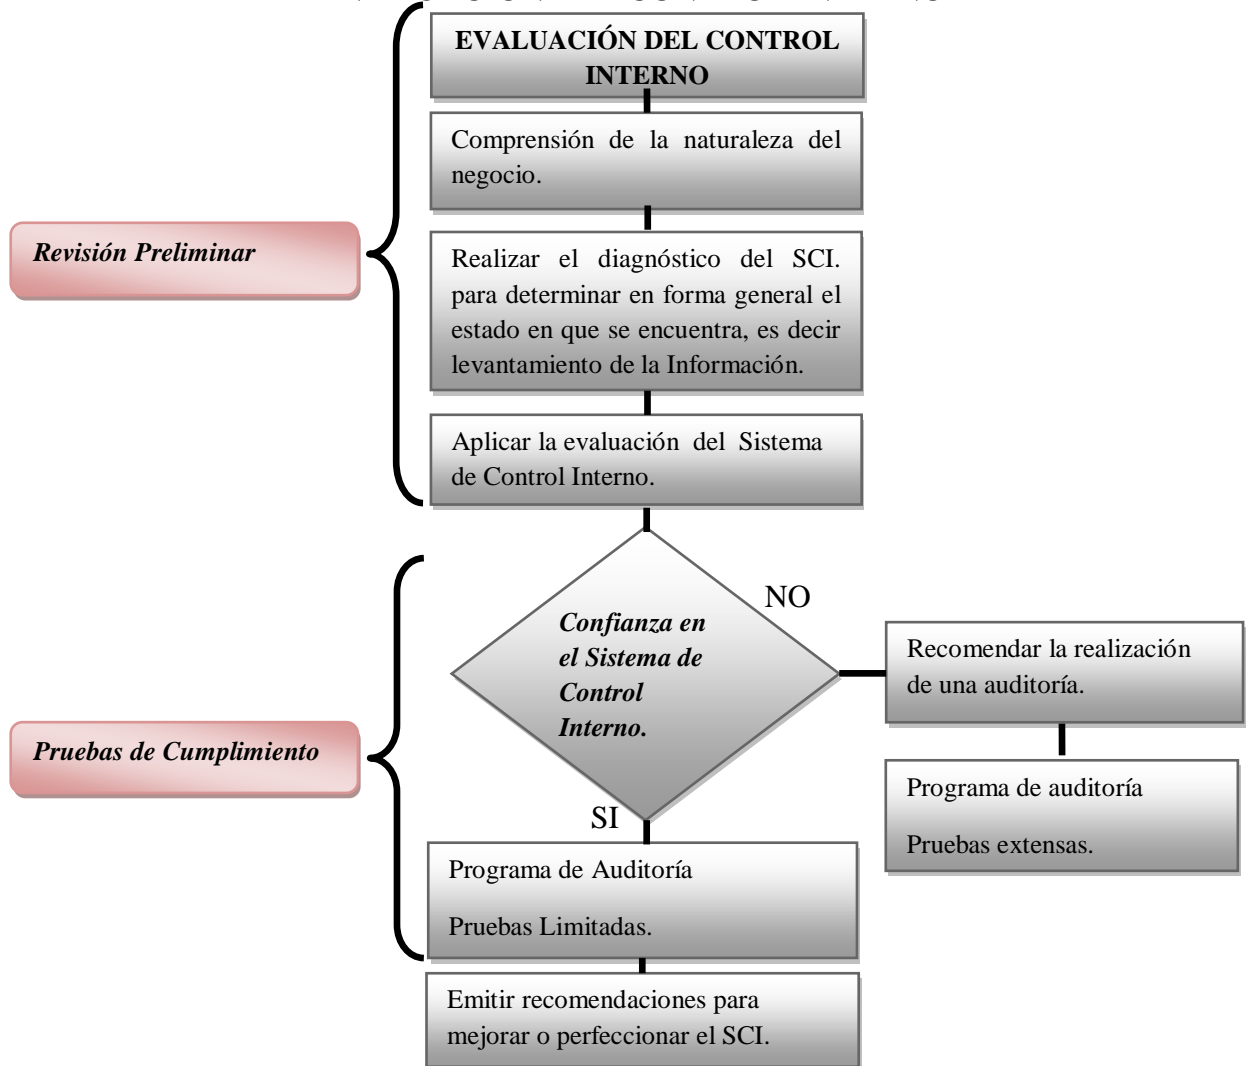 EVALUACIÓN DEL CONTROL
INTERNO
Comprensión de la naturaleza del
negocio.
Revisión Preliminar
Realizar el diagnóstico del SCI.
para determinar en forma general el
estado en que se encuentra, es decir
levantamiento de la Información.
Aplicar la evaluación del Sistema
de Control Interno.
NO
Confianza en
el Sistema de
Control
Interno.
Recomendar la realización
de una auditoría.
Pruebas de Cumplimiento
Programa de auditoría
Pruebas extensas.
SI
Programa de Auditoría
Pruebas Limitadas.
Emitir recomendaciones para
mejorar o perfeccionar el SCI.